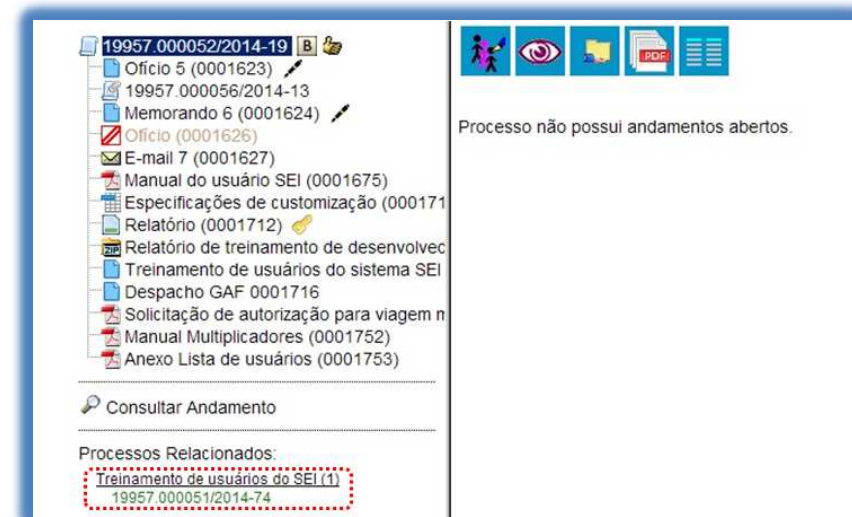 19957.000052/2014-19 B
Ofício 5 (0001623)
19957.000056/2014-13
Memorando 6 (0001624)
Ofício (0001626)
E-mail 7 (0001627)
Manual do usuário SEI (0001675)
Especificações de customização (000171
Relatório (0001712)
ZIP Relatório de treinamento de desenvolvec
Treinamento de usuários do sistema SEI
Despacho GAF 0001716
Solicitação de autorização para viagem n
Manual Multiplicadores (0001752)
Anexo Lista de usuários (0001753)
Consultar Andamento
Processos Relacionados:
Treinamento de usuários do SEI (1)
19957.000051/2014-74
PDF
Processo não possui andamentos abertos.